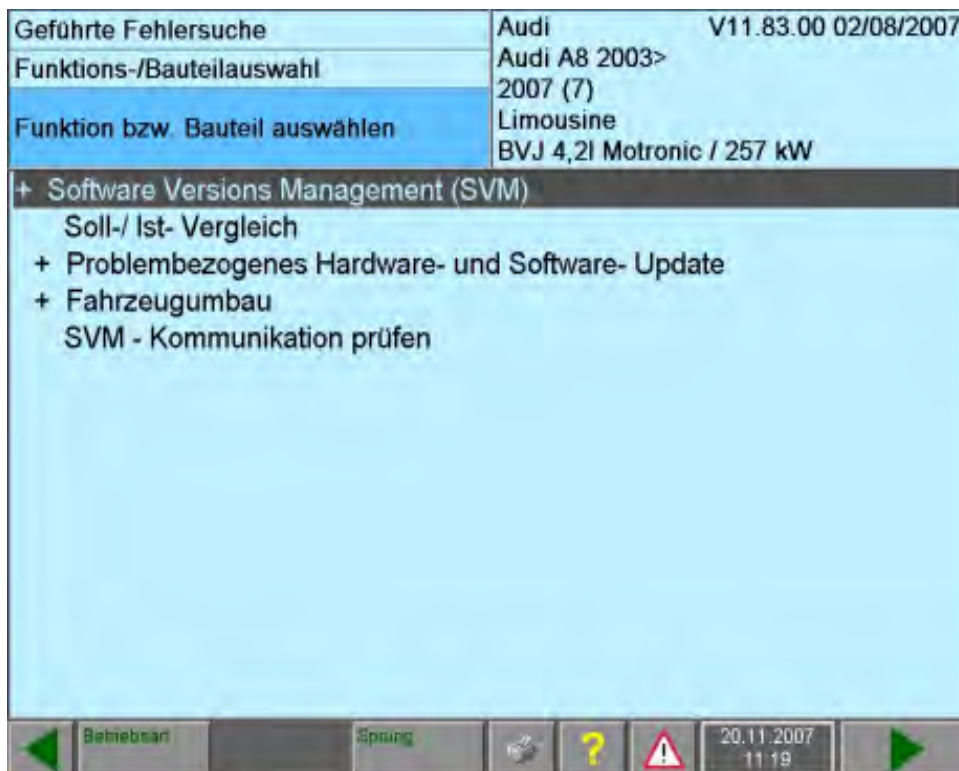 Geführte Fehlersuche
Funktions-/Bauteilauswahl
Funktion bzw. Bauteil auswählen
Audi V11.83.00 02/08/2007
Audi A8 2003>
2007 (7)
Limousine
BVJ 4,2l Motronic / 257 kW
+ Software Versions Management (SVM)
Soll-/ Ist- Vergleich
+ Problembezogenes Hardware- und Software- Update
+ Fahrzeugumbau
SVM - Kommunikation prüfen
Betriebsart
Sprung
?
!
20.11.2007
11:19